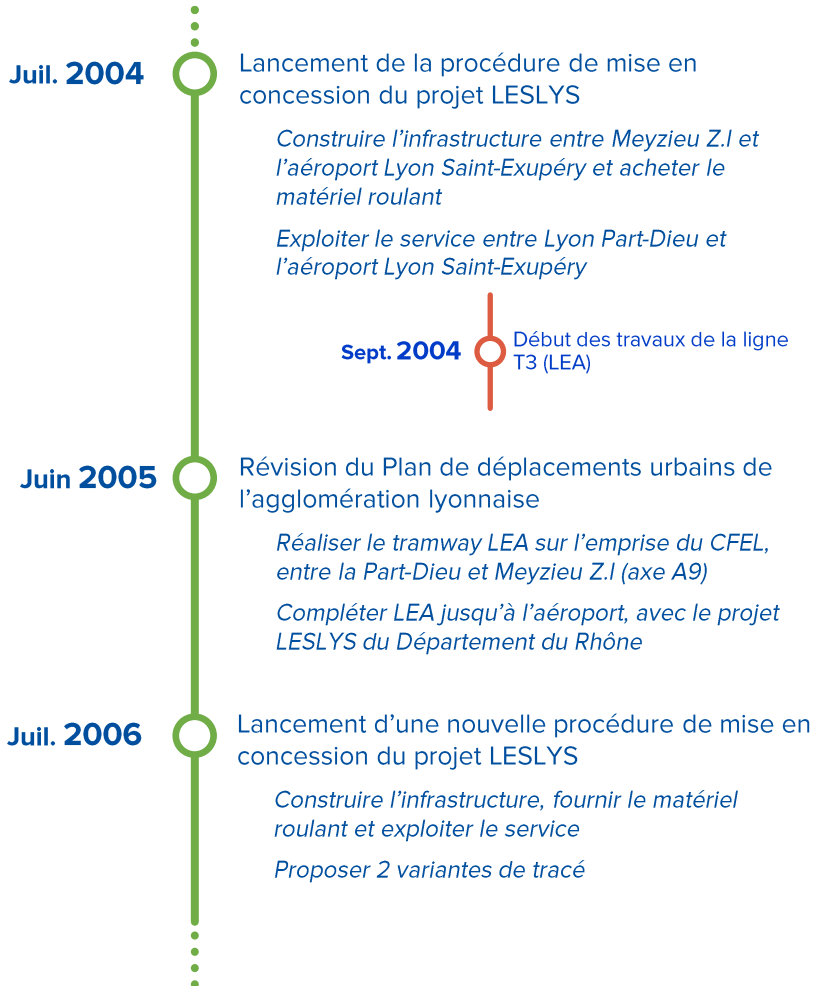 Juil. 2004
Lancement de la procédure de mise en
concession du projet LESLYS
Construire l’infrastructure entre Meyzieu Z.I et
l’aéroport Lyon Saint-Exupéry et acheter le
matériel roulant
Exploiter le service entre Lyon Part-Dieu et
l’aéroport Lyon Saint-Exupéry
Sept. 2004
Début des travaux de la ligne
T3 (LEA)
Juin 2005
Révision du Plan de déplacements urbains de
l’agglomération lyonnaise
Réaliser le tramway LEA sur l’emprise du CFEL,
entre la Part-Dieu et Meyzieu Z.I (axe A9)
Compléter LEA jusqu’à l’aéroport, avec le projet
LESLYS du Département du Rhône
Juil. 2006
Lancement d’une nouvelle procédure de mise en
concession du projet LESLYS
Construire l’infrastructure, fournir le matériel
roulant et exploiter le service
Proposer 2 variantes de tracé